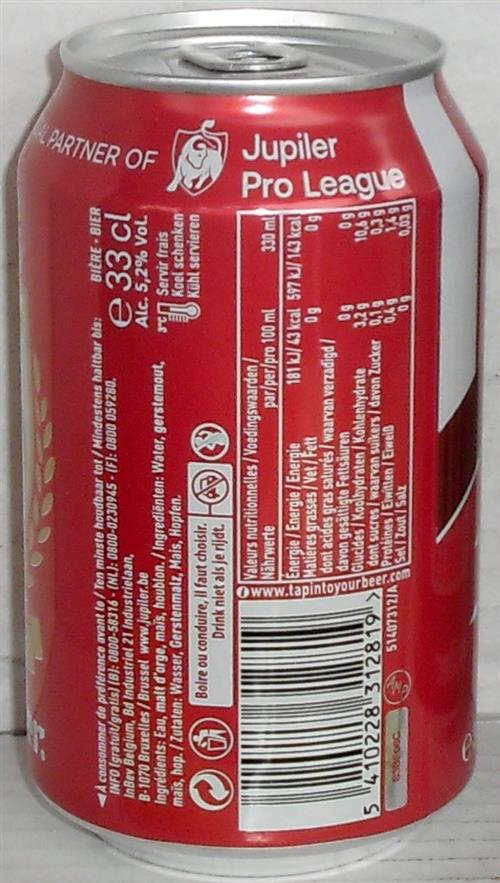 AL PARTNER OF
Jupiler
Pro League
◀ A consommer de préférence avant le / Ten minste houdbaar tot / Mindestens haltbar bis:
INFO (gratuit/gratis) (B): 0800-58316 - (NL): 0800-0230945 - (F): 0800 059280.
InBev Belgium, Bd Industriel 21 Industrielaan,
B-1070 Bruxelles / Brussel www.jupiler.be
Ingrédients: Eau, malt d'orge, maïs, houblon. / Ingrediënten: Water, gerstemout,
maïs, hop. / Zutaten: Wasser, Gerstenmalz, Mais, Hopfen.
BIÈRE - BIER
e 33 cl
Alc. 5,2% Vol.
3°C
Servir frais
Koel schenken
Kühl servieren
Boire ou conduire, il faut choisir.
Drink niet als je rijdt.
Valeurs nutritionnelles / Voedingswaarden /
Nährwerte par/per/pro 100 ml 330 ml
Energie / Energie / Energie 181 kJ/ 43 kcal 597 kJ/ 143 kcal
Matières grasses / Vet / Fett 0 g 0 g
dont acides gras saturés / waarvan verzadigd /
davon gesättigte Fettsäuren 0 g 0 g
Glucides / Koolhydraten / Kohlenhydrate 3,2 g 10,6 g
dont sucres / waarvan suikers / davon Zucker 0,1 g 0,3 g
Protéines / Eiwitten / Eiweiß 0,4 g 1,4 g
Sel / Zout / Salz 0 g 0,03 g
www.tapintoyourbeer.com
5 410228 312819 >
51402312/A